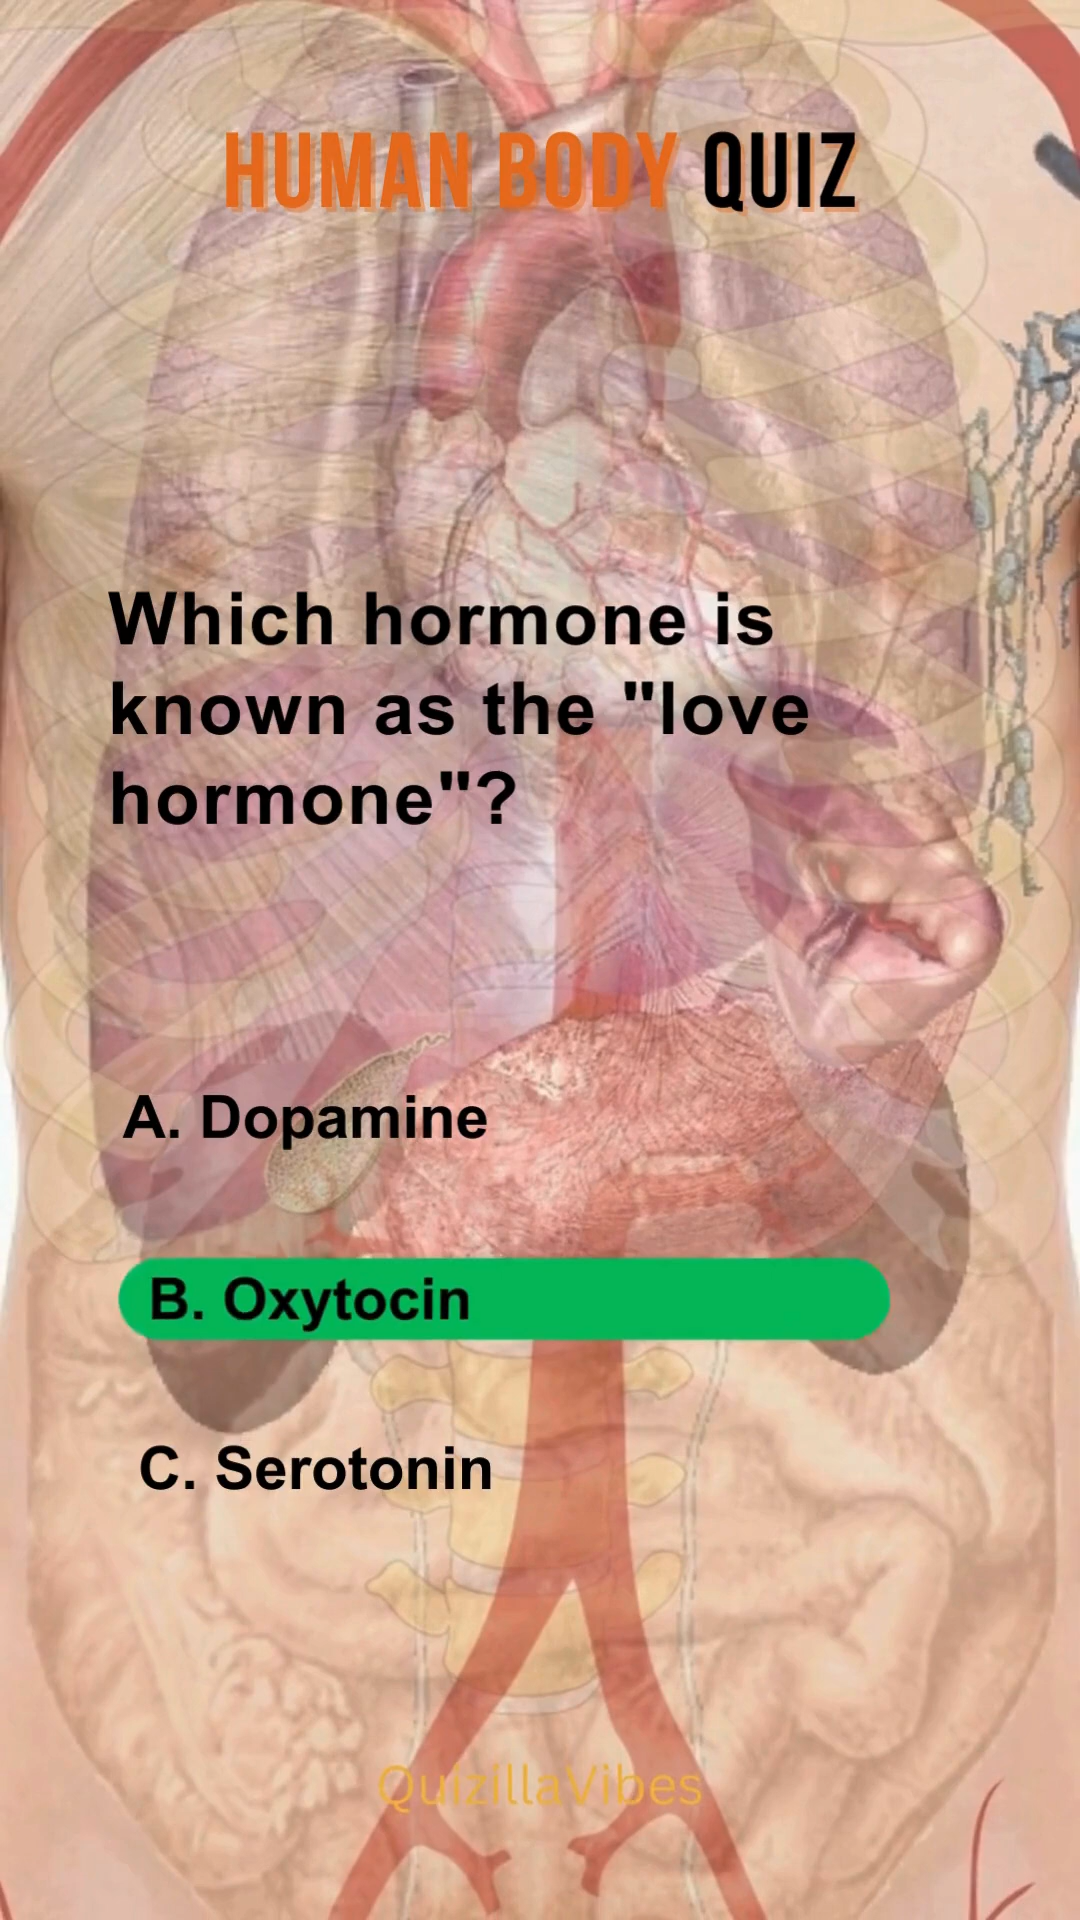 HUMAN BODY QUIZ
Which hormone is
known as the "love
hormone"?
A. Dopamine
B. Oxytocin
C. Serotonin
QuizillaVibes